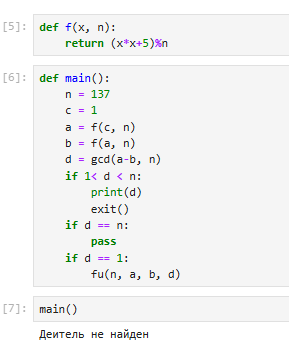 [5]: def f(x, n):
    return (x*x+5)%n
[6]: def main():
    n = 137
    c = 1
    a = f(c, n)
    b = f(a, n)
    d = gcd(a-b, n)
    if 1< d < n:
        print(d)
        exit()
    if d == n:
        pass
    if d == 1:
        fu(n, a, b, d)
[7]: main()
Деитель не найден